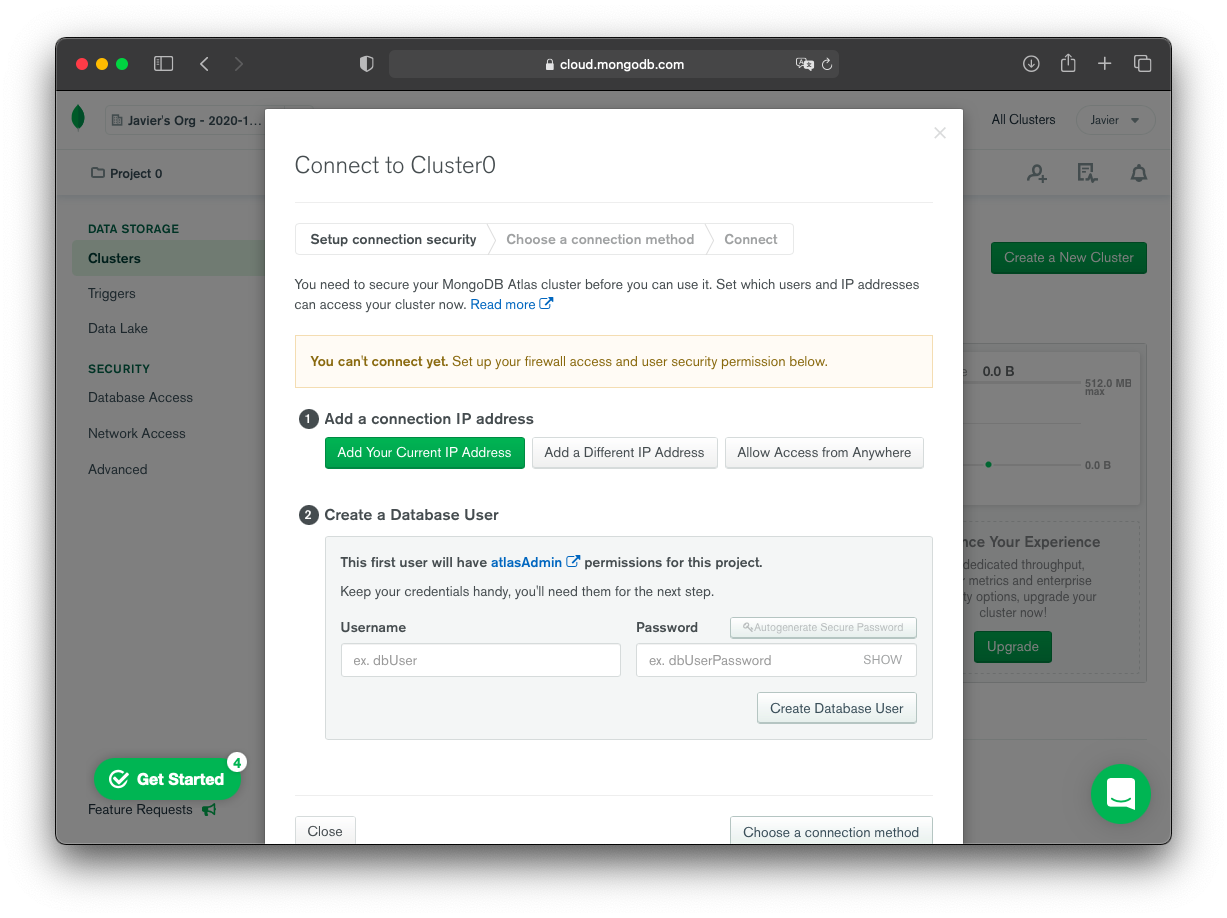 cloud.mongodb.com
Javier's Org - 2020-1...
All Clusters
Javier
Project 0
DATA STORAGE
Clusters
Triggers
Data Lake
SECURITY
Database Access
Network Access
Advanced
Get Started
4
Feature Requests
Create a New Cluster
0.0 B
512.0 MB
max
0.0 B
nce Your Experience
dedicated throughput,
metrics and enterprise
ty options, upgrade your
cluster now!
Upgrade
Connect to Cluster0
Setup connection security
Choose a connection method
Connect
You need to secure your MongoDB Atlas cluster before you can use it. Set which users and IP addresses
can access your cluster now. Read more
You can't connect yet. Set up your firewall access and user security permission below.
1 Add a connection IP address
Add Your Current IP Address
Add a Different IP Address
Allow Access from Anywhere
2 Create a Database User
This first user will have atlasAdmin permissions for this project.
Keep your credentials handy, you'll need them for the next step.
Username
Password
Autogenerate Secure Password
ex. dbUser
ex. dbUserPassword
SHOW
Create Database User
Close
Choose a connection method